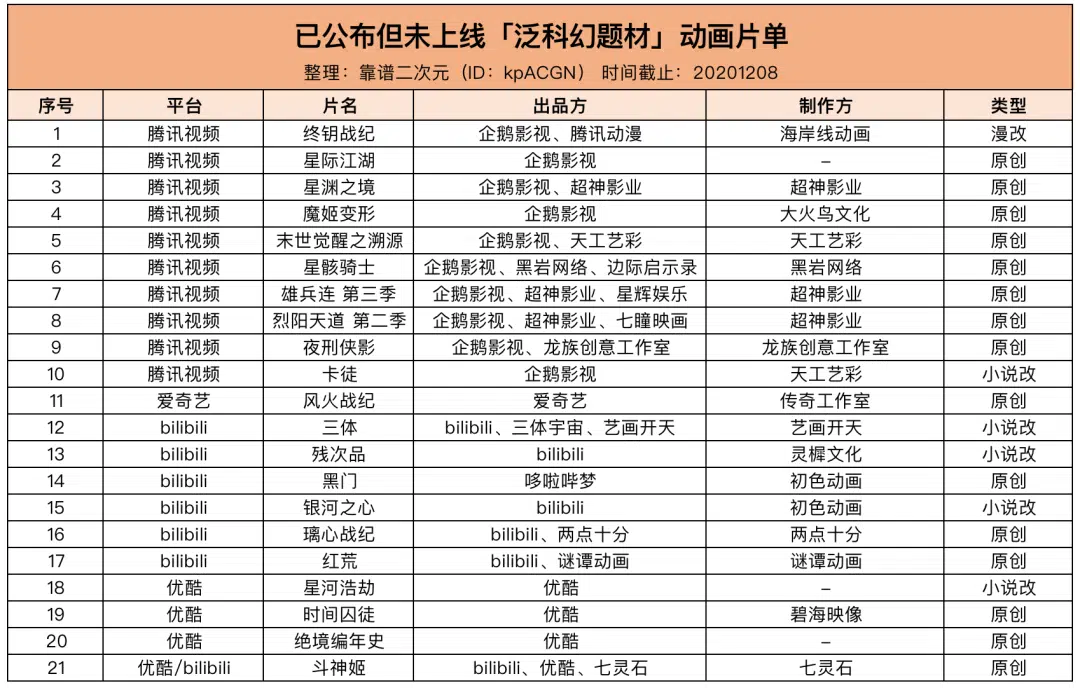 已公布但未上线「泛科幻题材」动画片单
整理：靠谱二次元（ID：kpACGN） 时间截止：20201208
序号 平台 片名 出品方 制作方 类型
1 腾讯视频 终钥战纪 企鹅影视、腾讯动漫 海岸线动画 漫改
2 腾讯视频 星际江湖 企鹅影视 – 原创
3 腾讯视频 星渊之境 企鹅影视、超神影业 超神影业 原创
4 腾讯视频 魔姬变形 企鹅影视 大火鸟文化 原创
5 腾讯视频 末世觉醒之溯源 企鹅影视、天工艺彩 天工艺彩 原创
6 腾讯视频 星骸骑士 企鹅影视、黑岩网络、边际启示录 黑岩网络 原创
7 腾讯视频 雄兵连 第三季 企鹅影视、超神影业、星辉娱乐 超神影业 原创
8 腾讯视频 烈阳天道 第二季 企鹅影视、超神影业、七瞳映画 超神影业 原创
9 腾讯视频 夜刑侠影 企鹅影视、龙族创意工作室 龙族创意工作室 原创
10 腾讯视频 卡徒 企鹅影视 天工艺彩 小说改
11 爱奇艺 风火战纪 爱奇艺 传奇工作室 原创
12 bilibili 三体 bilibili、三体宇宙、艺画开天 艺画开天 小说改
13 bilibili 残次品 bilibili 灵樨文化 小说改
14 bilibili 黑门 哆啦哔梦 初色动画 原创
15 bilibili 银河之心 bilibili 初色动画 小说改
16 bilibili 璃心战纪 bilibili、两点十分 两点十分 原创
17 bilibili 红荒 bilibili、谜谭动画 谜谭动画 原创
18 优酷 星河浩劫 优酷 – 小说改
19 优酷 时间囚徒 优酷 碧海映像 原创
20 优酷 绝境编年史 优酷 – 原创
21 优酷/bilibili 斗神姬 bilibili、优酷、七灵石 七灵石 原创